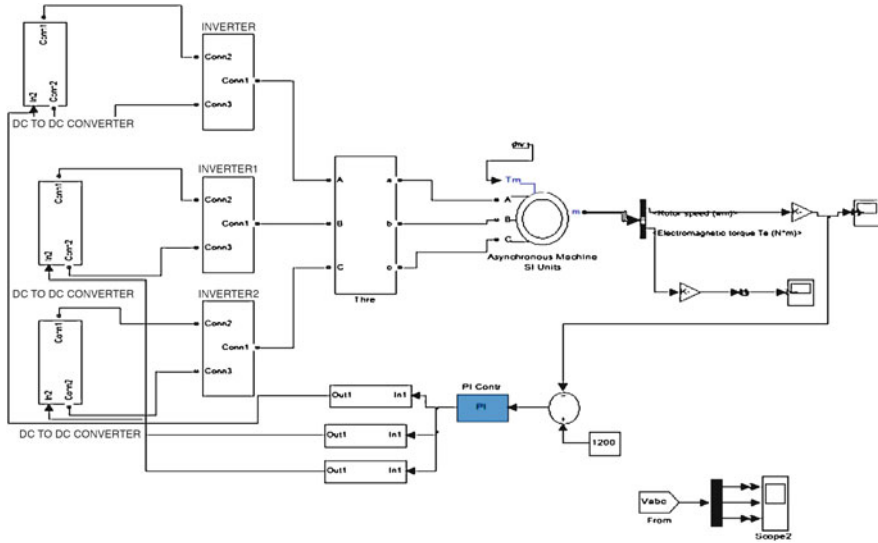 INVERTER
Conn1
Conn2
In2
Conn2
Conn1
Conn3
DC TO DC CONVERTER
INVERTER1
Conn1
Conn2
In2
Conn2
Conn1
Conn3
DC TO DC CONVERTER
INVERTER2
Conn1
Conn2
In2
Conn2
Conn1
Conn3
DC TO DC CONVERTER
A
B
C
a
b
c
Thre
Tm
A
B
C
m
Asynchronous Machine
SI Units
<Rotor speed (wm)>
<Electromagnetic torque Te (N*m)>
K-
K-
Out1
In1
Out1
In1
Out1
In1
PI Contr
PI
1200
Vabc
From
Scope2